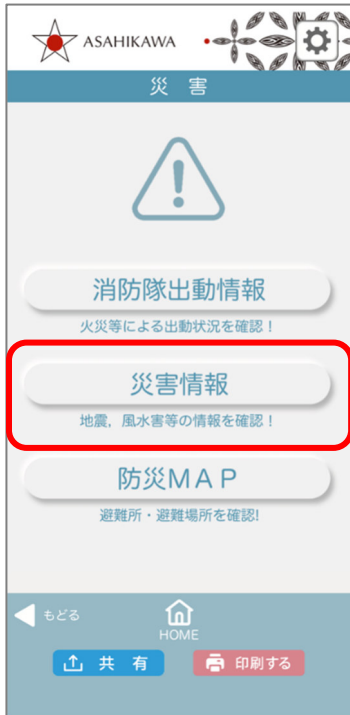 ASAHIKAWA
災 害
消防隊出動情報
火災等による出動状況を確認！
災害情報
地震，風水害等の情報を確認！
防災ＭＡＰ
避難所・避難場所を確認!
もどる
HOME
共 有
印刷する